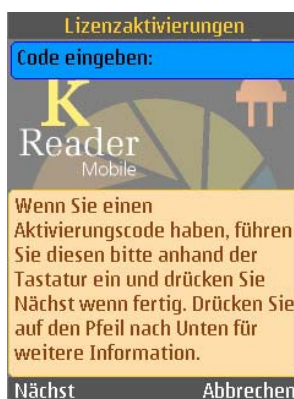 Lizenzaktivierungen
Code eingeben:
K
Reader
Mobile
Wenn Sie einen
Aktivierungscode haben, führen
Sie diesen bitte anhand der
Tastatur ein und drücken Sie
Nächst wenn fertig. Drücken Sie
auf den Pfeil nach Unten für
weitere Information.
Nächst Abbrechen